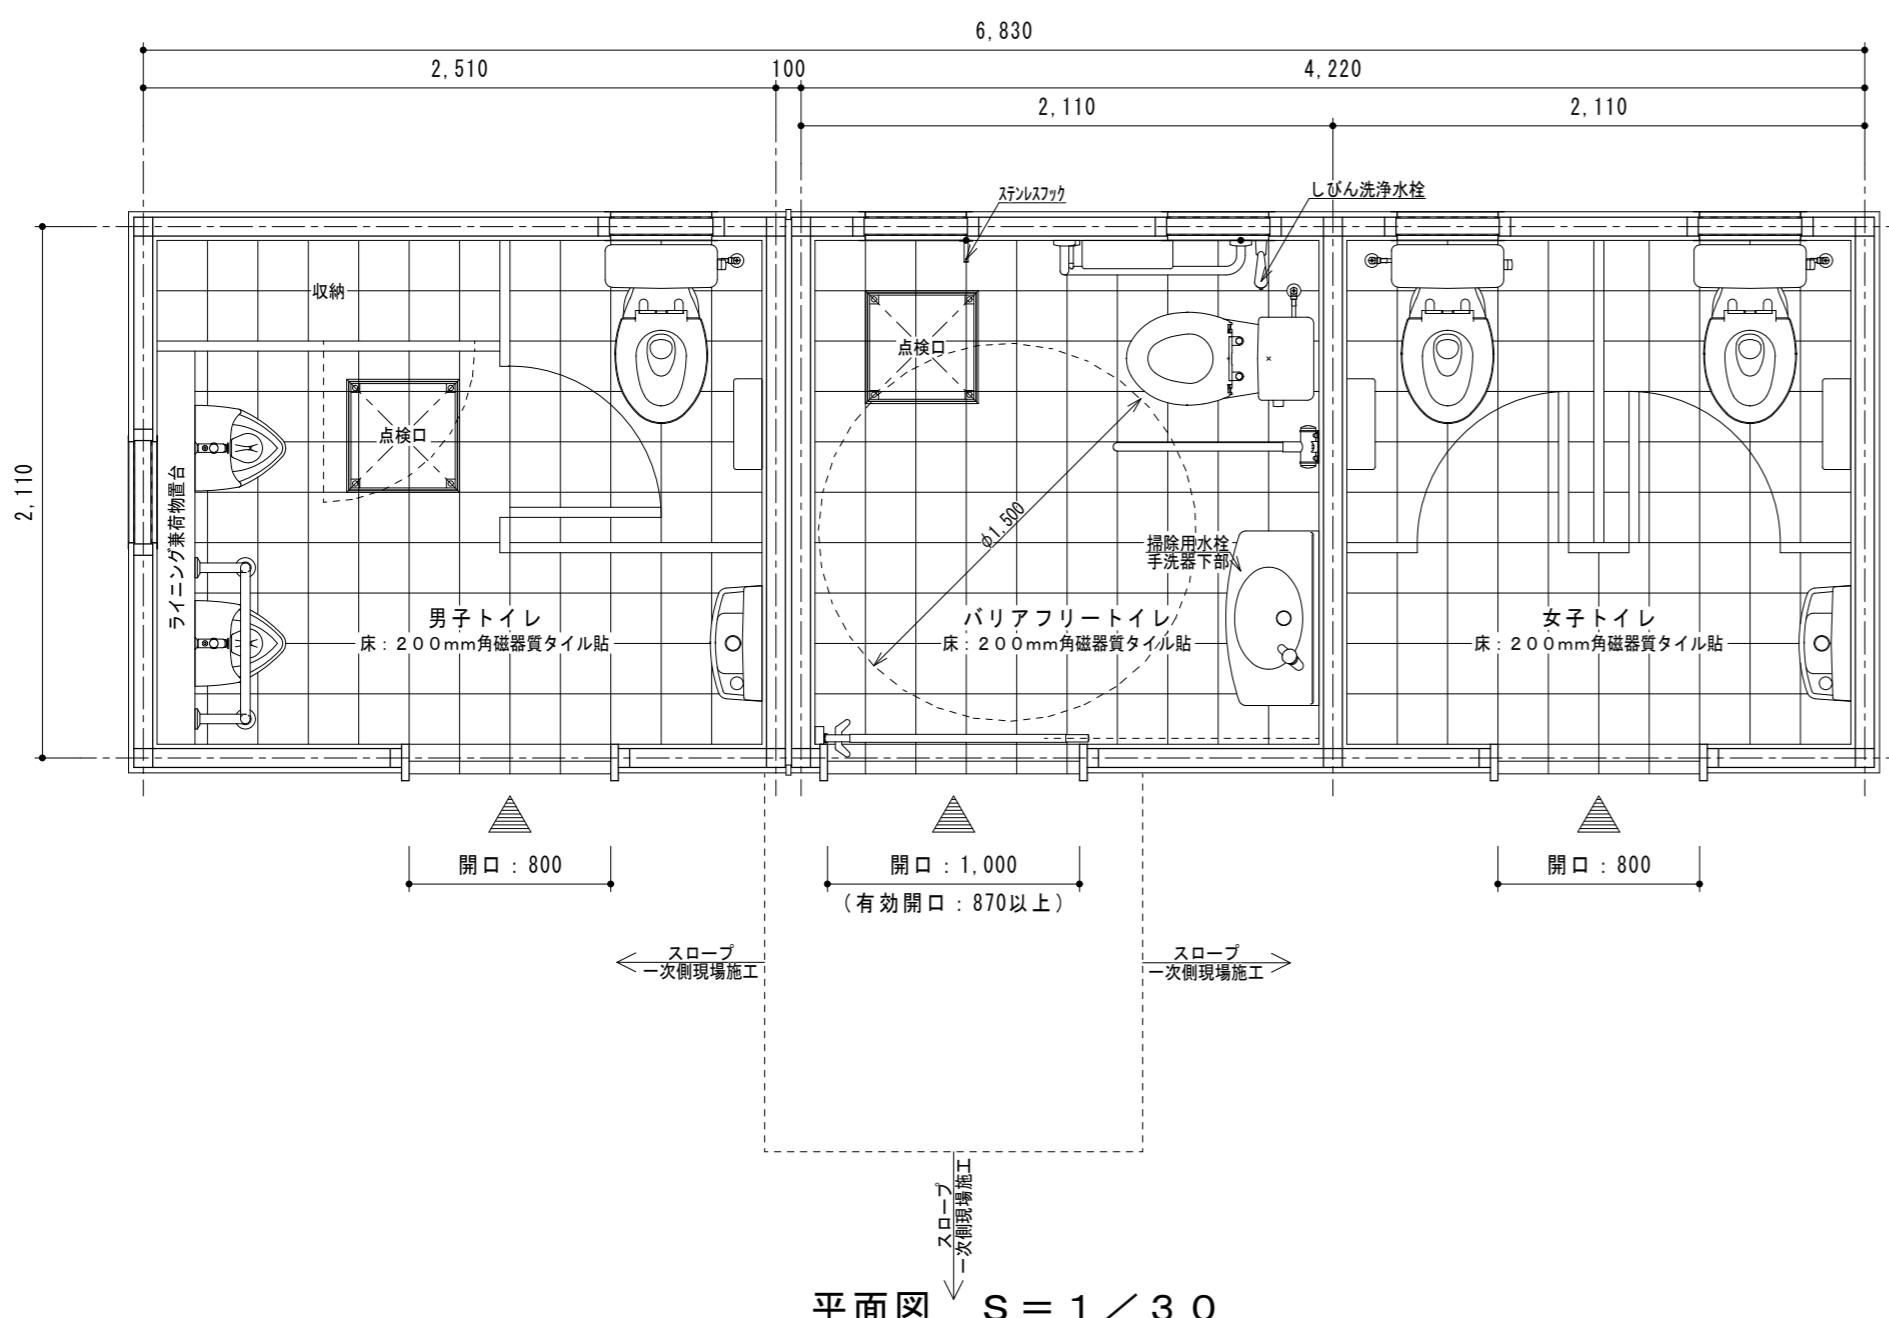 6,830
2,510
100
4,220
2,110
2,110
ステンレスフック
しびん洗浄水栓
収納
点検口
点検口
2,110
ライニング兼荷物置台
φ1,500
掃除用水栓
手洗器下部
男子トイレ
床：２００mm角磁器質タイル貼
バリアフリートイレ
床：２００mm角磁器質タイル貼
女子トイレ
床：２００mm角磁器質タイル貼
開口：800
開口：1,000
（有効開口：870以上）
開口：800
スロープ
一次側現場施工
スロープ
一次側現場施工
スロープ
一次側現場施工
平面図　Ｓ＝１／３０